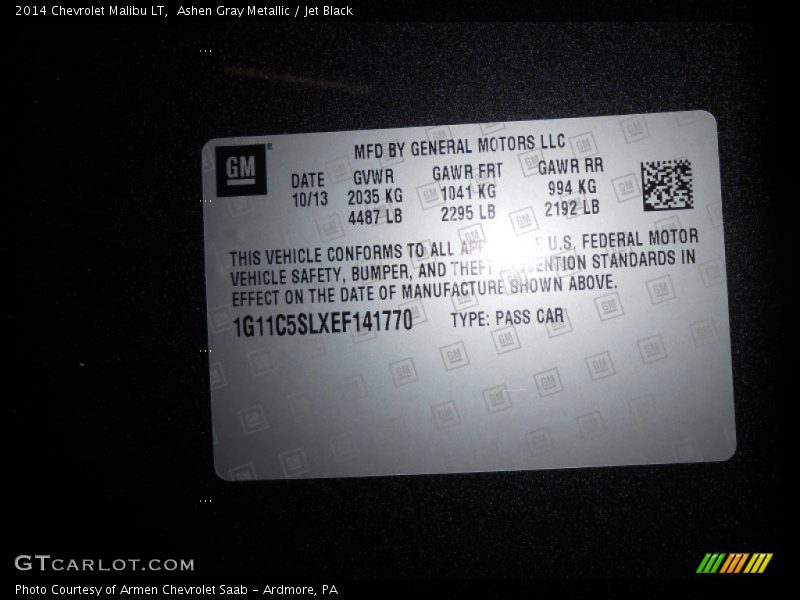 2014 Chevrolet Malibu LT,  Ashen Gray Metallic / Jet Black
GM®
MFD BY GENERAL MOTORS LLC
DATE GVWR GAWR FRT GAWR RR
10/13 2035 KG 1041 KG 994 KG
4487 LB 2295 LB 2192 LB
THIS VEHICLE CONFORMS TO ALL U.S. FEDERAL MOTOR
VEHICLE SAFETY, BUMPER, AND THEFT STANDARDS IN
EFFECT ON THE DATE OF MANUFACTURE SHOWN ABOVE.
1G11C5SLXEF141770 TYPE: PASS CAR
GTCARLOT.COM
Photo Courtesy of Armen Chevrolet Saab - Ardmore, PA